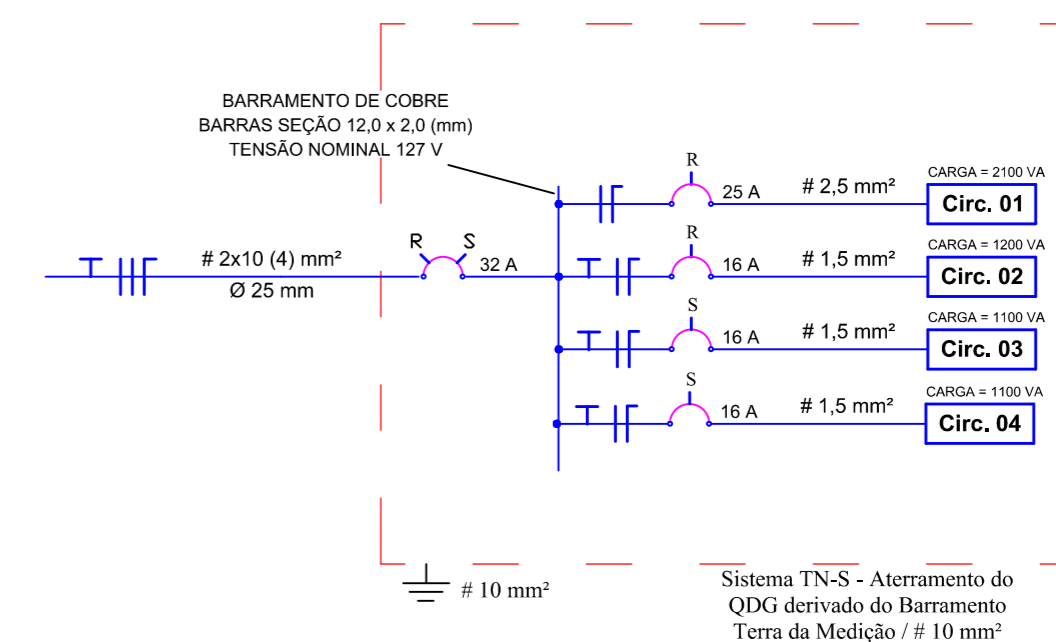 BARRAMENTO DE COBRE
BARRAS SEÇÃO 12,0 x 2,0 (mm)
TENSÃO NOMINAL 127 V
# 2x10 (4) mm²
Ø 25 mm
R S
32 A
R
25 A
# 2,5 mm²
CARGA = 2100 VA
Circ. 01
R
16 A
# 1,5 mm²
CARGA = 1200 VA
Circ. 02
S
16 A
# 1,5 mm²
CARGA = 1100 VA
Circ. 03
S
16 A
# 1,5 mm²
CARGA = 1100 VA
Circ. 04
# 10 mm²
Sistema TN-S - Aterramento do
QDG derivado do Barramento
Terra da Medição / # 10 mm²